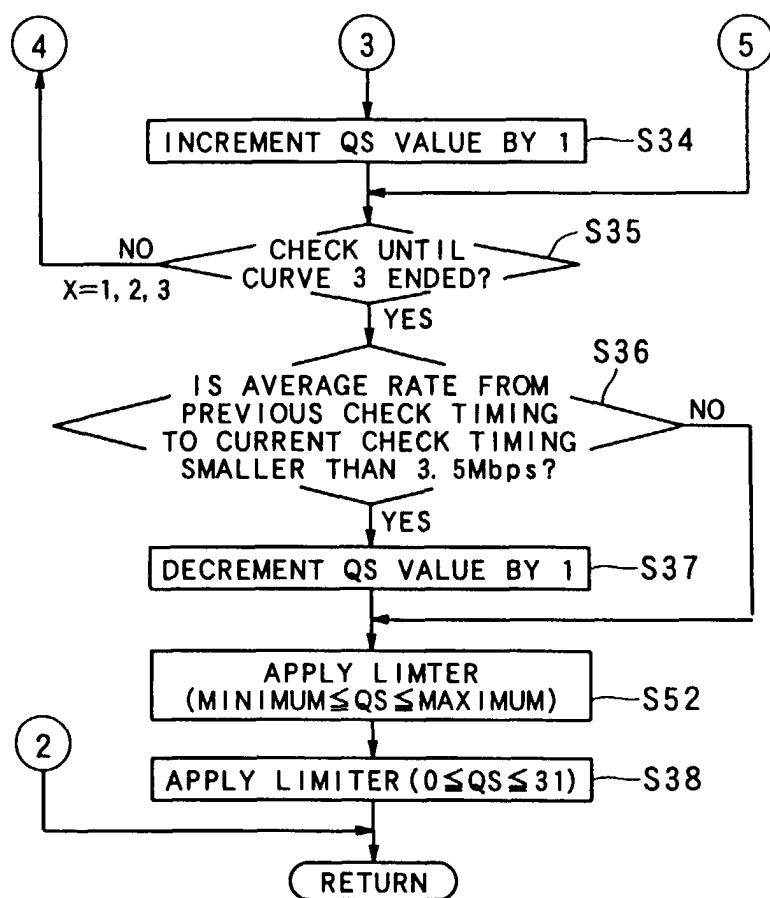 4
3
5
INCREMENT QS VALUE BY 1
S34
CHECK UNTIL
CURVE 3 ENDED?
S35
NO
X=1, 2, 3
YES
IS AVERAGE RATE FROM
PREVIOUS CHECK TIMING
TO CURRENT CHECK TIMING
SMALLER THAN 3. 5Mbps?
S36
NO
YES
DECREMENT QS VALUE BY 1
S37
APPLY LIMTER
(MINIMUM≦QS≦MAXIMUM)
S52
2
APPLY LIMITER(0≦QS≦31)
S38
RETURN